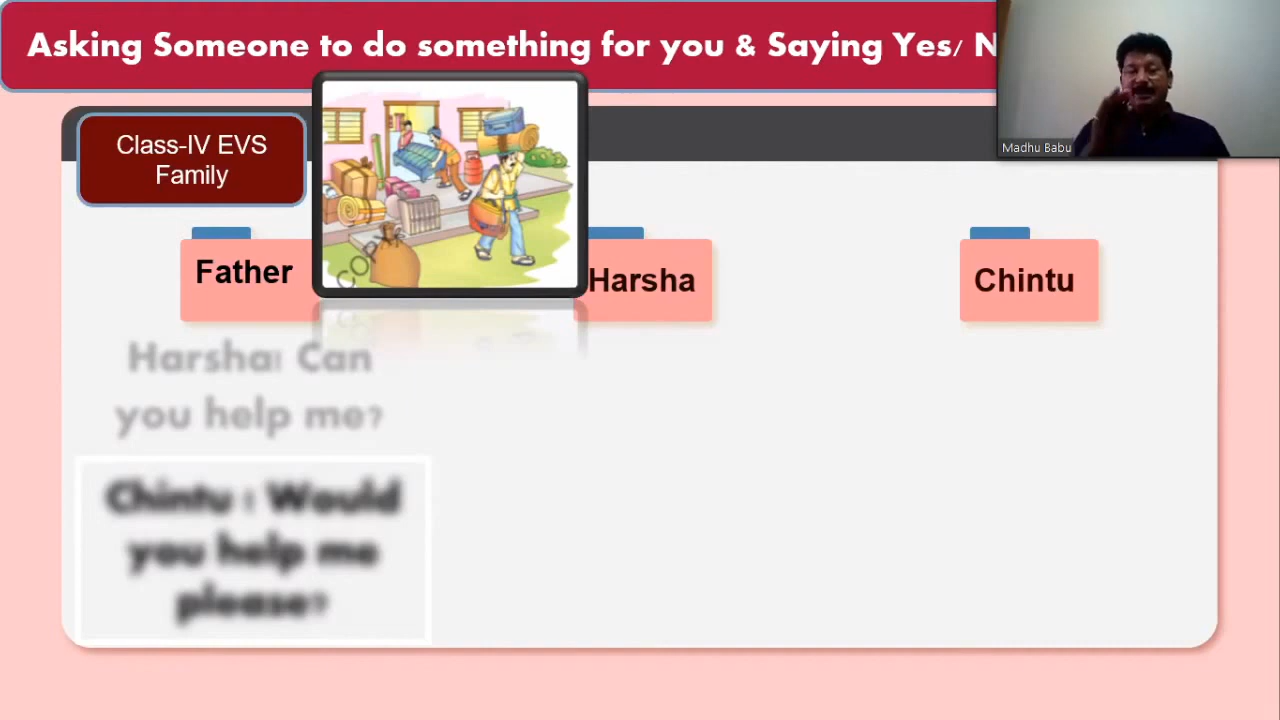 Asking Someone to do something for you & Saying Yes/ N
Madhu Babu
Class-IV EVS
Family
COP
Father
Harsha
Chintu
Harsha! Can
you help me?
Chintu ! Would
you help me
please?